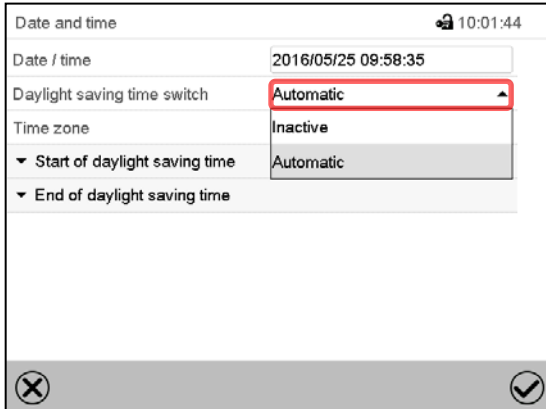 Date and time 10:01:44
Date / time 2016/05/25 09:58:35
Daylight saving time switch Automatic
Time zone Inactive
Start of daylight saving time Automatic
End of daylight saving time